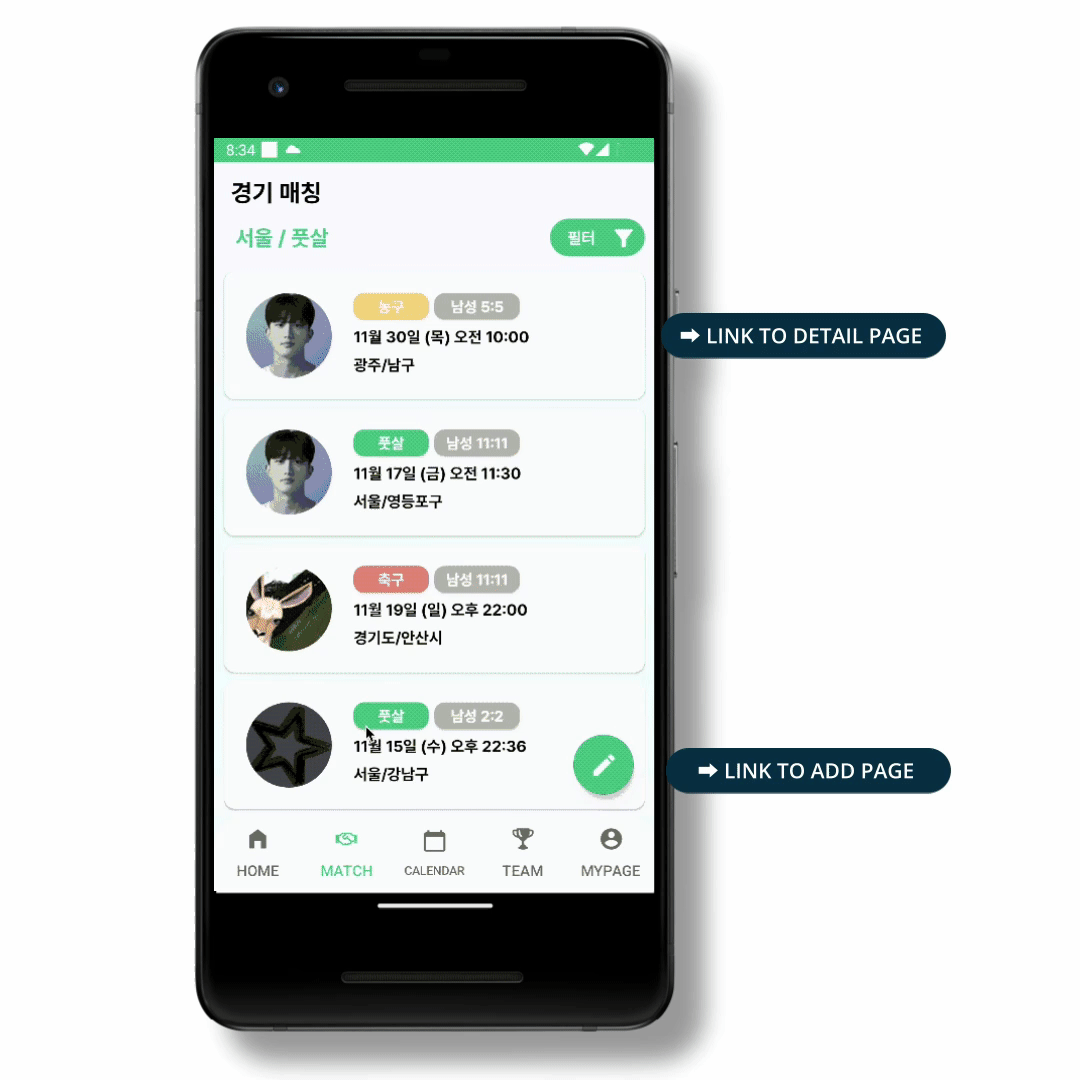 8:34
경기 매칭
서울 / 풋살
필터
농구 남성 5:5
11월 30일 (목) 오전 10:00
광주/남구
➡ LINK TO DETAIL PAGE
풋살 남성 11:11
11월 17일 (금) 오전 11:30
서울/영등포구
축구 남성 11:11
11월 19일 (일) 오후 22:00
경기도/안산시
풋살 남성 2:2
11월 15일 (수) 오후 22:36
서울/강남구
➡ LINK TO ADD PAGE
HOME MATCH CALENDAR TEAM MYPAGE